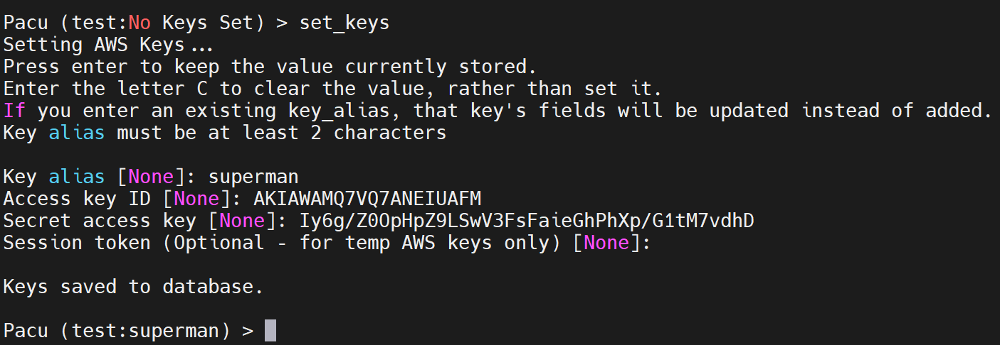 Pacu (test:No Keys Set) > set_keys
Setting AWS Keys...
Press enter to keep the value currently stored.
Enter the letter C to clear the value, rather than set it.
If you enter an existing key_alias, that key's fields will be updated instead of added.
Key alias must be at least 2 characters
Key alias [None]: superman
Access key ID [None]: AKIAWAMQ7VQ7ANEIUAFM
Secret access key [None]: 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
Session token (Optional - for temp AWS keys only) [None]:
Keys saved to database.
Pacu (test:superman) >